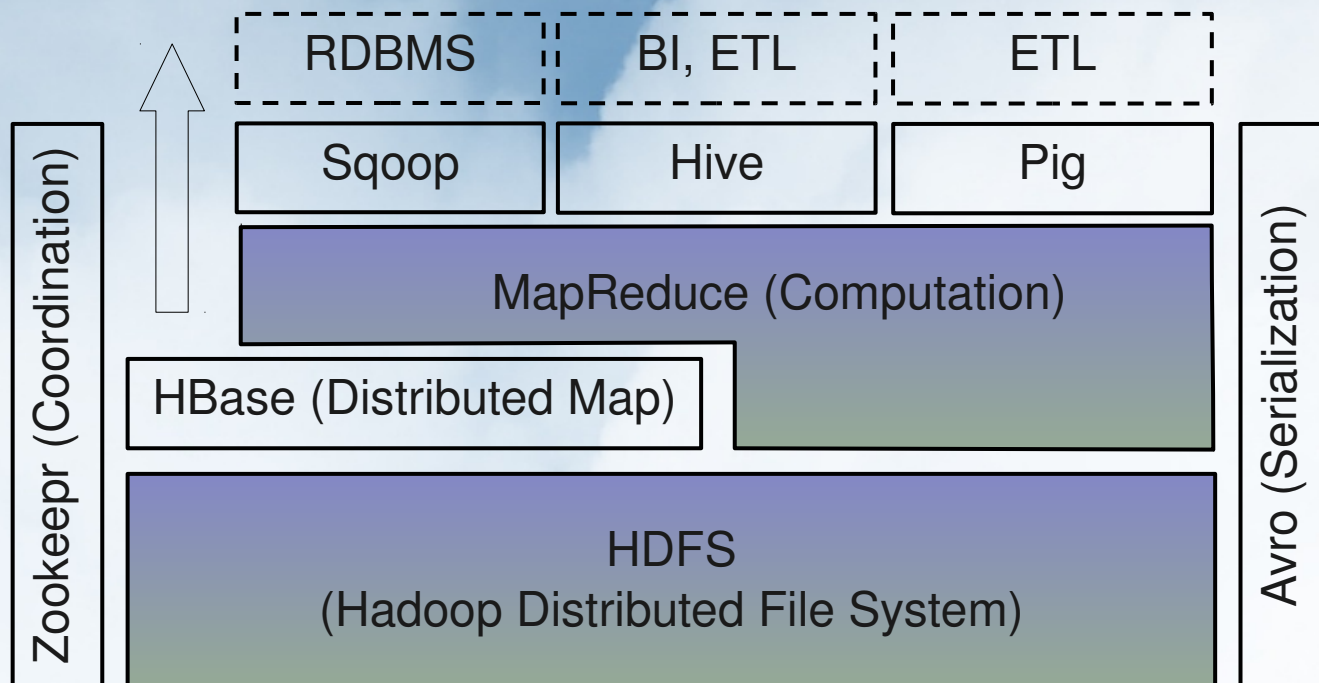 RDBMS
BI, ETL
ETL
Sqoop
Hive
Pig
MapReduce (Computation)
HBase (Distributed Map)
HDFS
(Hadoop Distributed File System)
Zookeepr (Coordination)
Avro (Serialization)